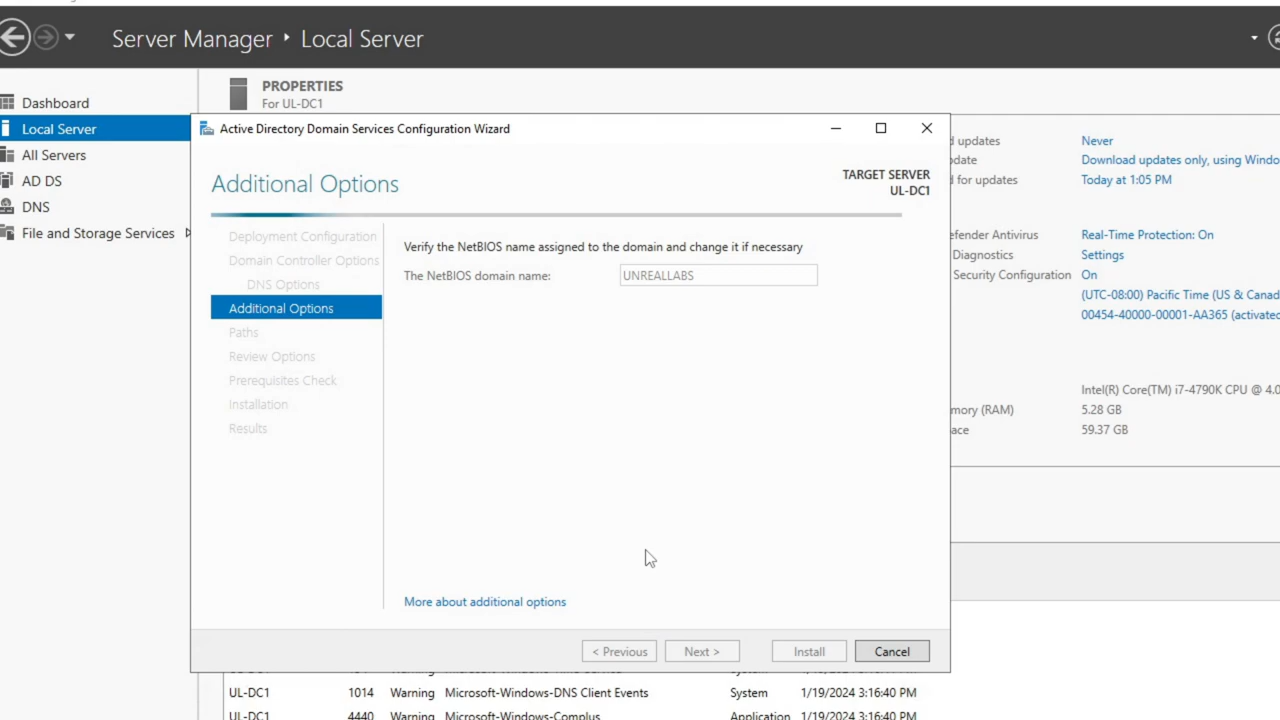 Server Manager ‣ Local Server
Dashboard
Local Server
All Servers
AD DS
DNS
File and Storage Services
PROPERTIES
For UL-DC1
Active Directory Domain Services Configuration Wizard
Additional Options
TARGET SERVER
UL-DC1
Deployment Configuration
Domain Controller Options
DNS Options
Additional Options
Paths
Review Options
Prerequisites Check
Installation
Results
Verify the NetBIOS name assigned to the domain and change it if necessary
The NetBIOS domain name: UNREALLABS
More about additional options
< Previous Next > Install Cancel
updates Never
Download updates only, using Windo
for updates Today at 1:05 PM
efender Antivirus Real-Time Protection: On
Diagnostics Settings
Security Configuration On
(UTC-08:00) Pacific Time (US & Canad
00454-40000-00001-AA365 (activated
Intel(R) Core(TM) i7-4790K CPU @ 4.0
mory (RAM) 5.28 GB
ace 59.37 GB
UL-DC1 1014 Warning Microsoft-Windows-DNS Client Events System 1/19/2024 3:16:40 PM
UL-DC1 4440 Warning Microsoft-Windows-Complus Application 1/19/2024 3:16:40 PM